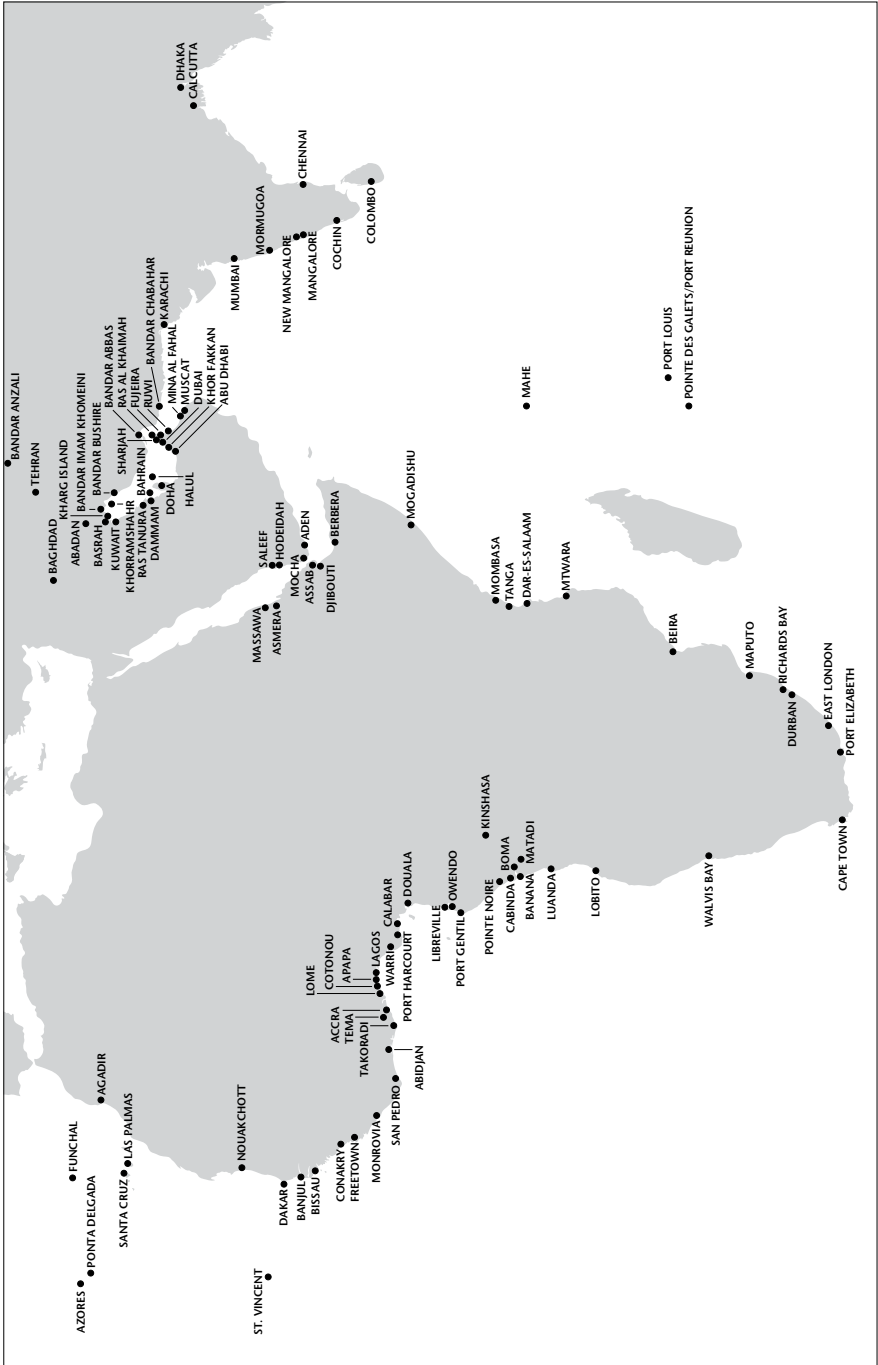 AZORES
PONTA DELGADA
FUNCHAL
SANTA CRUZ
LAS PALMAS
AGADIR
ST. VINCENT
NOUAKCHOTT
DAKAR
BANJUL
BISSAU
CONAKRY
FREETOWN
MONROVIA
SAN PEDRO
ABIDJAN
TAKORADI
TEMA
ACCRA
LOME
COTONOU
APAPA
LAGOS
WARRI
PORT HARCOURT
CALABAR
DOUALA
LIBREVILLE
OWENDO
PORT GENTIL
POINTE NOIRE
CABINDA
BOMA
BANANA
MATADI
KINSHASA
LUANDA
LOBITO
WALVIS BAY
CAPE TOWN
PORT ELIZABETH
EAST LONDON
DURBAN
RICHARDS BAY
MAPUTO
BEIRA
MTWARA
DAR-ES-SALAAM
TANGA
MOMBASA
MOGADISHU
MASSAWA
ASMERA
SALEEF
HODEIDAH
MOCHA
ADEN
ASSAB
DJIBOUTI
BERBERA
BAGHDAD
TEHRAN
BANDAR ANZALI
ABADAN
KHARG ISLAND
BANDAR IMAM KHOMEINI
BANDAR BUSHIRE
BASRAH
KUWAIT
KHORRAMSHAHR
RAS TANURA
DAMMAM
BAHRAIN
DOHA
HALUL
SHARJAH
BANDAR ABBAS
RAS AL KHAIMAH
FUJEIRA
RUWI
BANDAR CHABAHAR
MINA AL FAHAL
MUSCAT
DUBAI
KHOR FAKKAN
ABU DHABI
KARACHI
MUMBAI
MORMUGOA
NEW MANGALORE
MANGALORE
COCHIN
COLOMBO
CHENNAI
DHAKA
CALCUTTA
MAHE
PORT LOUIS
POINTE DES GALETS/PORT REUNION